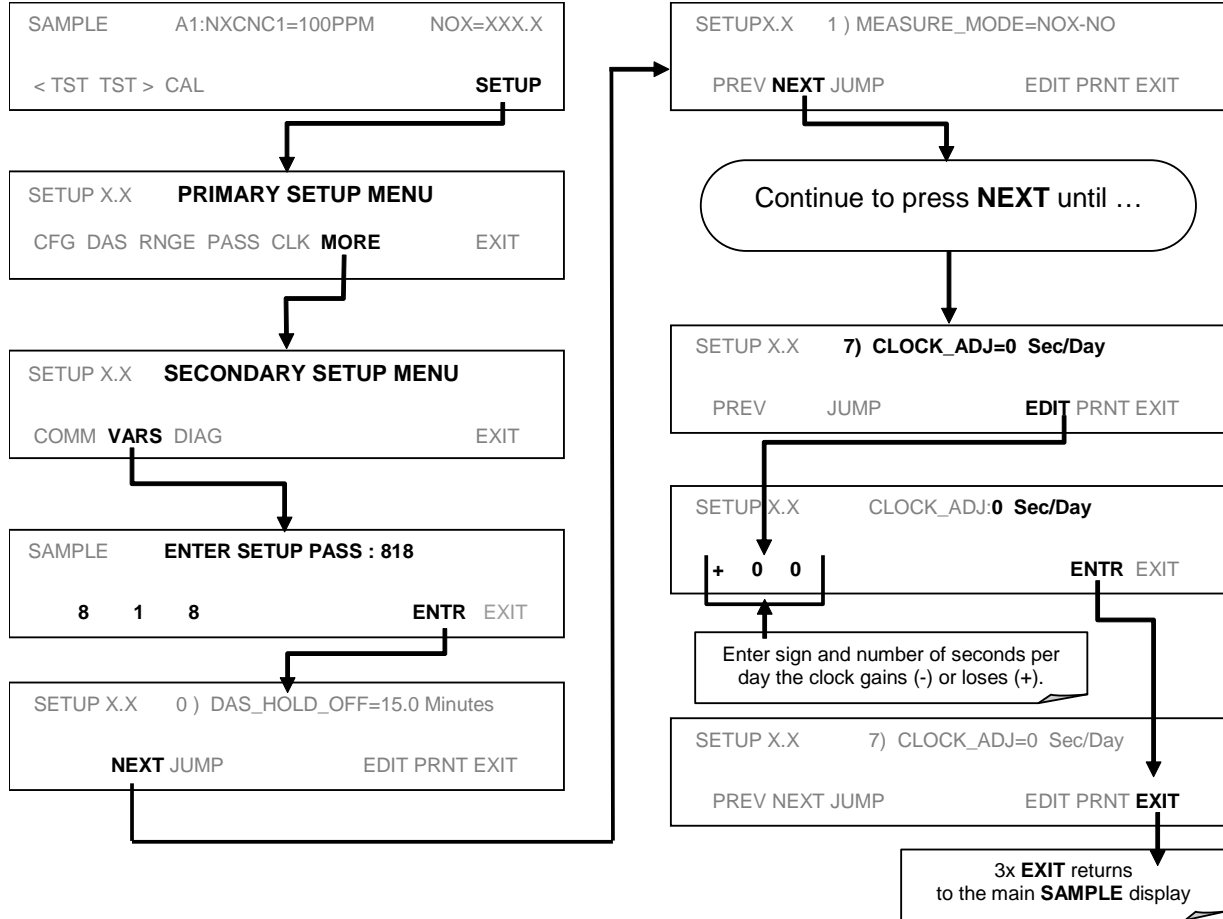 SAMPLE A1:NXCNC1=100PPM NOX=XXX.X
< TST TST > CAL SETUP
SETUP X.X PRIMARY SETUP MENU
CFG DAS RNGE PASS CLK MORE EXIT
SETUP X.X SECONDARY SETUP MENU
COMM VARS DIAG EXIT
SAMPLE ENTER SETUP PASS : 818
8 1 8 ENTR EXIT
SETUP X.X 0 ) DAS_HOLD_OFF=15.0 Minutes
NEXT JUMP EDIT PRNT EXIT
SETUPX.X 1 ) MEASURE_MODE=NOX-NO
PREV NEXT JUMP EDIT PRNT EXIT
Continue to press NEXT until …
SETUP X.X 7) CLOCK_ADJ=0 Sec/Day
PREV JUMP EDIT PRNT EXIT
SETUP X.X CLOCK_ADJ:0 Sec/Day
+ 0 0 ENTR EXIT
Enter sign and number of seconds per
day the clock gains (-) or loses (+).
SETUP X.X 7) CLOCK_ADJ=0 Sec/Day
PREV NEXT JUMP EDIT PRNT EXIT
3x EXIT returns
to the main SAMPLE display